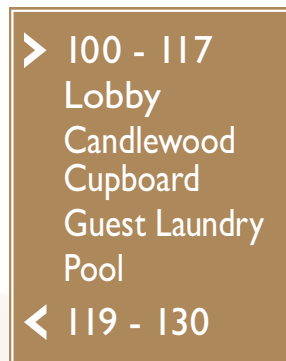 > 100 - 117
Lobby
Candlewood
Cupboard
Guest Laundry
Pool
< 119 - 130